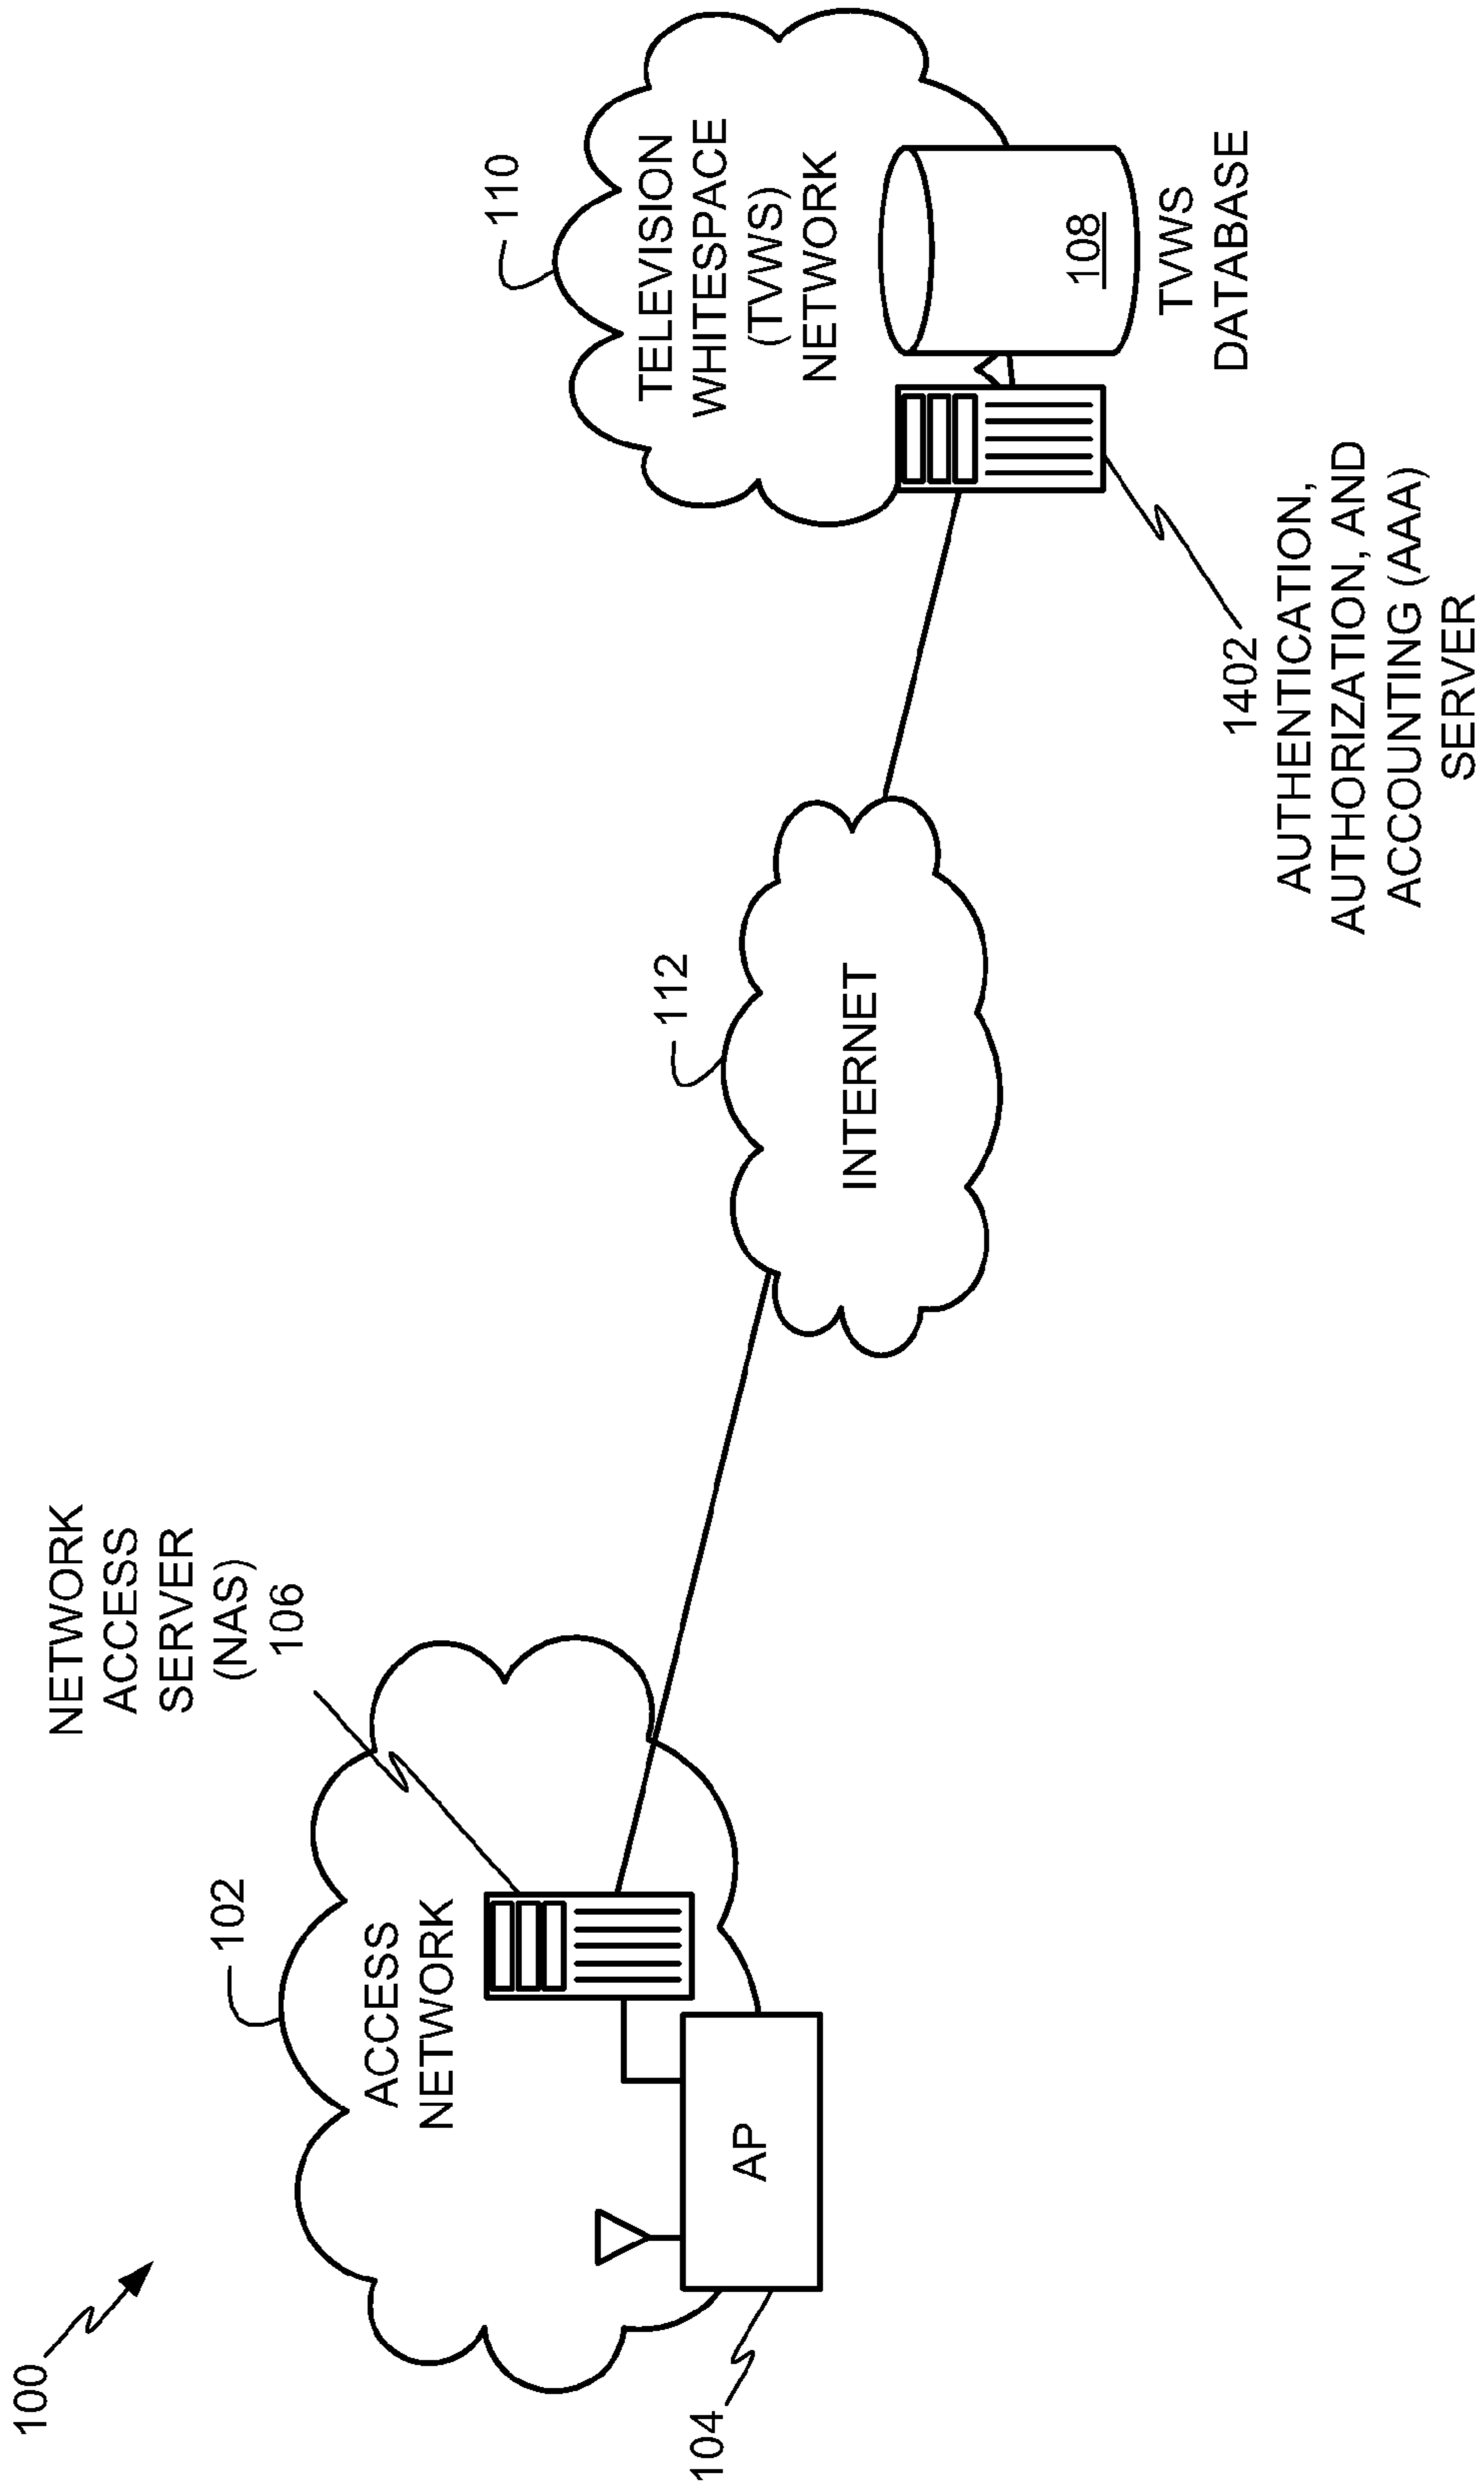 100
102
ACCESS
NETWORK
NETWORK
ACCESS
SERVER
(NAS)
106
AP
104
112
INTERNET
110
TELEVISION
WHITESPACE
(TVWS)
NETWORK
108
TVWS
DATABASE
1402
AUTHENTICATION,
AUTHORIZATION, AND
ACCOUNTING (AAA)
SERVER